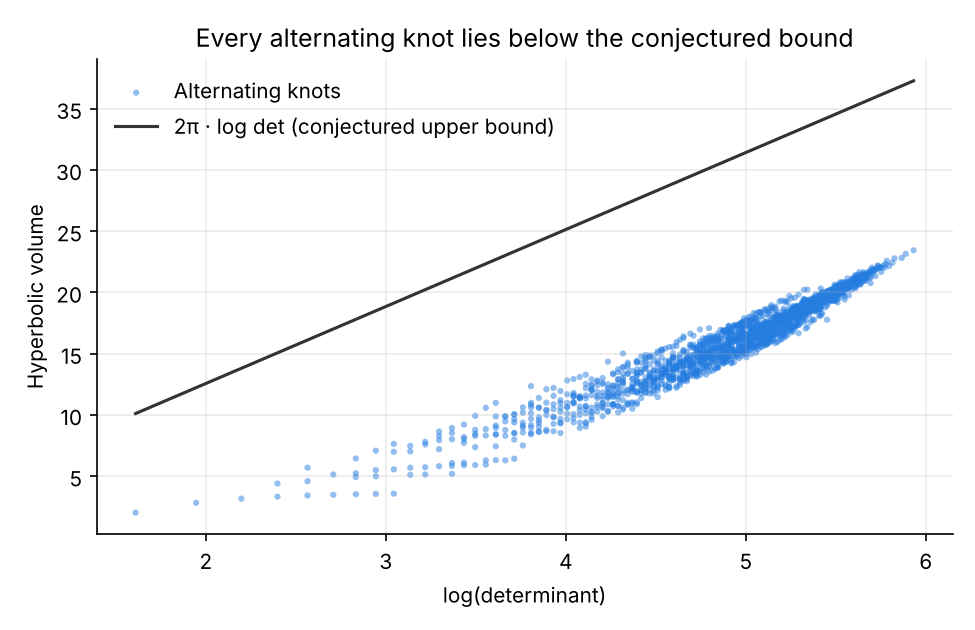 Every alternating knot lies below the conjectured bound
Alternating knots
2π · log det (conjectured upper bound)
Hyperbolic volume
35
30
25
20
15
10
5
2
3
4
5
6
log(determinant)